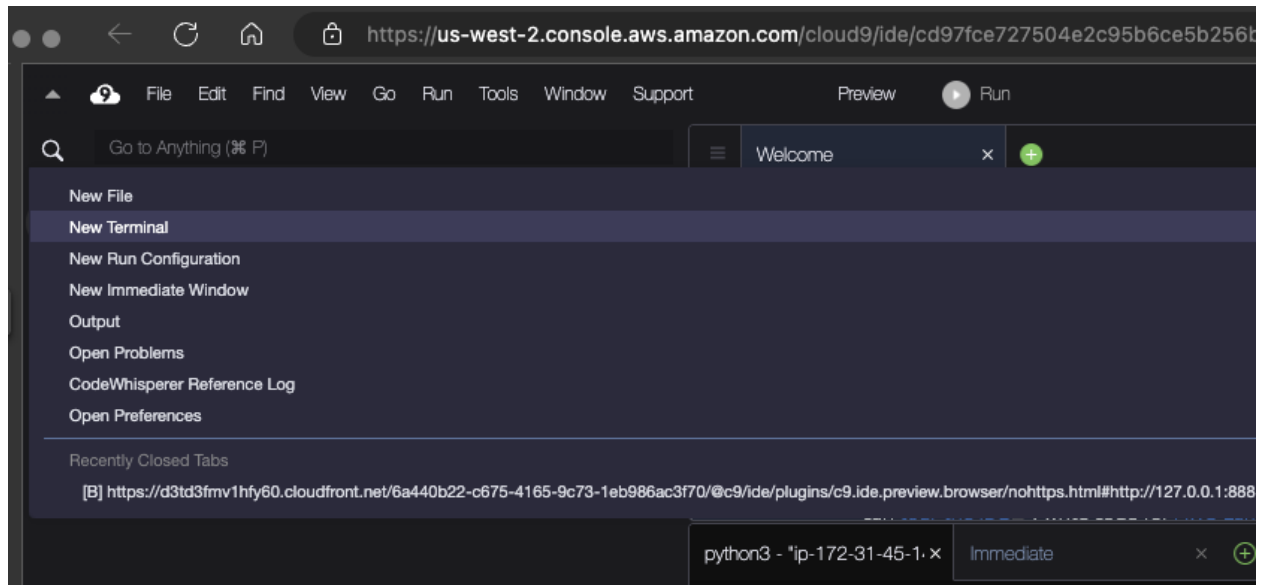 https://us-west-2.console.aws.amazon.com/cloud9/ide/cd97fce727504e2c95b6ce5b256b
9 File Edit Find View Go Run Tools Window Support Preview Run
Go to Anything (⌘ P) Welcome
New File
New Terminal
New Run Configuration
New Immediate Window
Output
Open Problems
CodeWhisperer Reference Log
Open Preferences
Recently Closed Tabs
[B] https://d3td3fmv1hfy60.cloudfront.net/6a440b22-c675-4165-9c73-1eb986ac3f70/@c9/ide/plugins/c9.ide.preview.browser/nohttps.html#http://127.0.0.1:888
python3 - "ip-172-31-45-1 Immediate